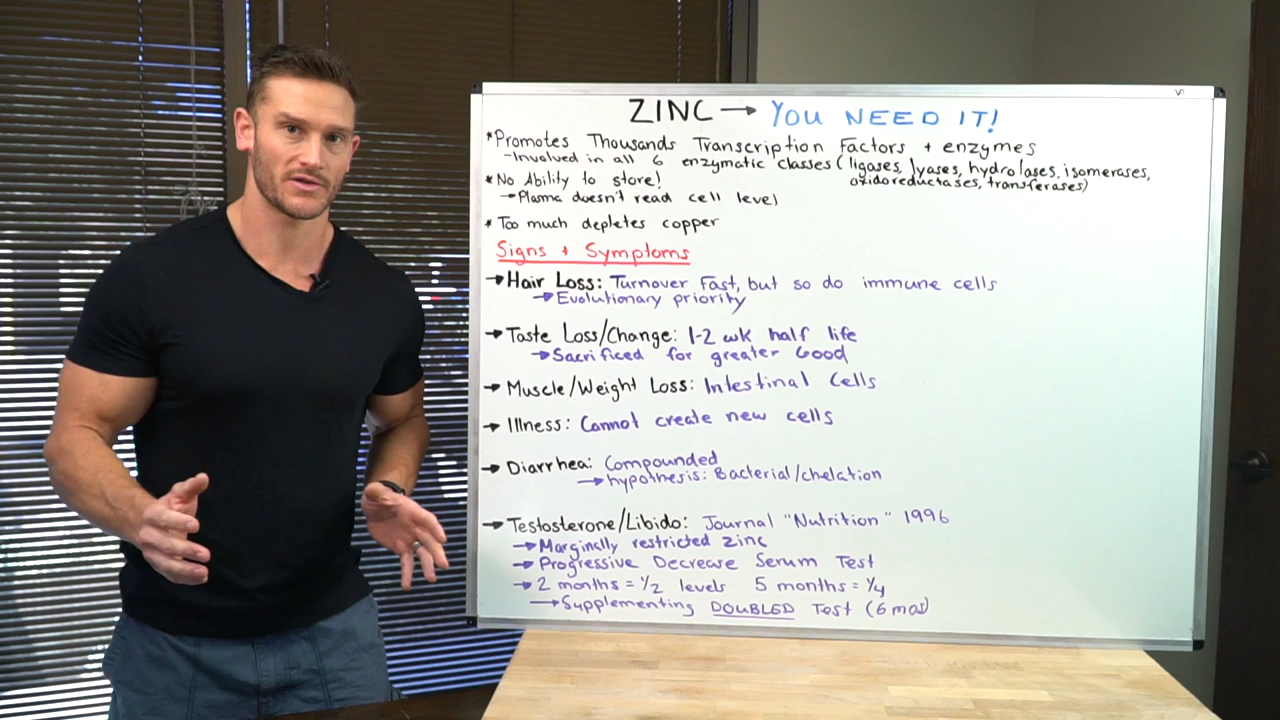 ZINC → YOU NEED IT!
*Promotes Thousands Transcription Factors + enzymes
-Involved in all 6 enzymatic classes (ligases, lyases, hydrolases, isomerases,
oxidoreductases, transferases)
*No Ability to store!
→Plasma doesn't read cell level
*Too much depletes copper
Signs + Symptoms
→Hair Loss: Turnover Fast, but so do immune cells
→Evolutionary priority
→Taste Loss/Change: 1-2 wk half life
→Sacrificed for greater Good
→Muscle/Weight Loss: Intestinal Cells
→Illness: Cannot create new cells
→Diarrhea: Compounded
→hypothesis: Bacterial/chelation
→Testosterone/Libido: Journal "Nutrition" 1996
→Marginally restricted zinc
→Progressive Decrease Serum Test
→2 months = 1/2 levels 5 months = 1/4
→Supplementing DOUBLED Test (6 mos)